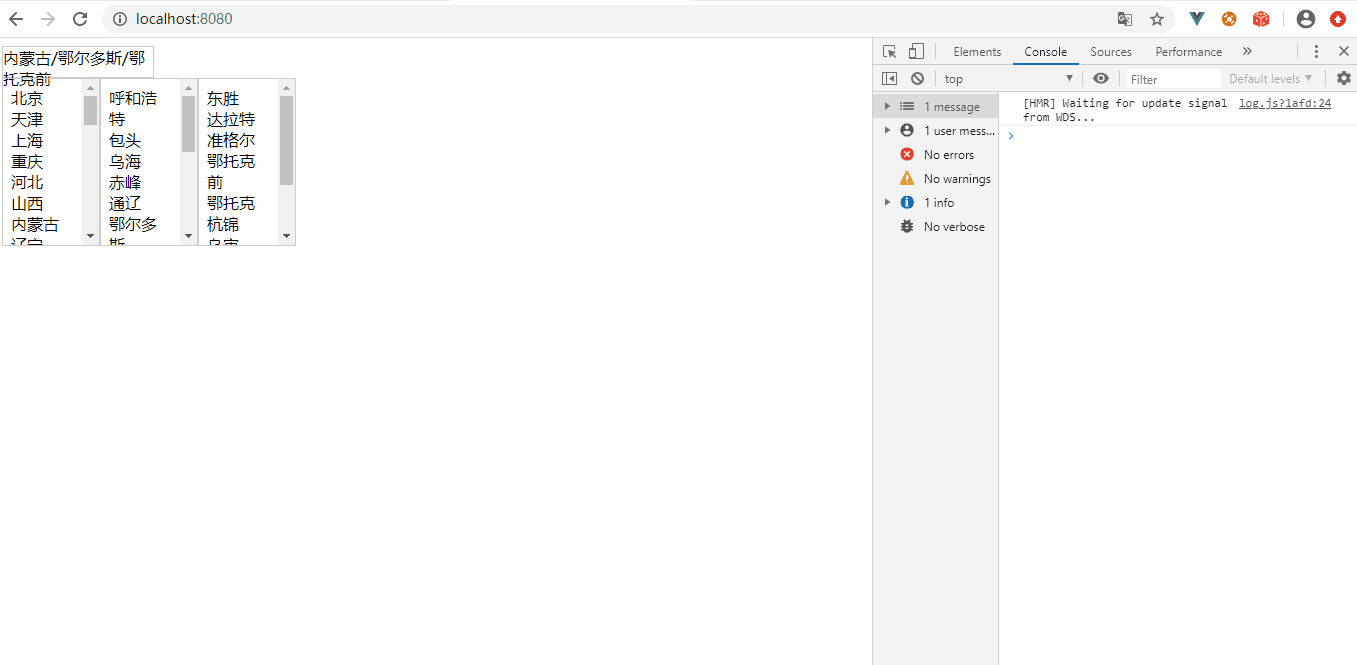 localhost:8080
内蒙古/鄂尔多斯/鄂
托克前
北京
天津
上海
重庆
河北
山西
内蒙古
辽宁
呼和浩
特
包头
乌海
赤峰
通辽
鄂尔多
斯
东胜
达拉特
准格尔
鄂托克
前
鄂托克
杭锦
乌审
Elements Console Sources Performance
top Filter Default levels
1 message
1 user mess...
No errors
No warnings
1 info
No verbose
[HMR] Waiting for update signal log.js?1afd:24
from WDS...